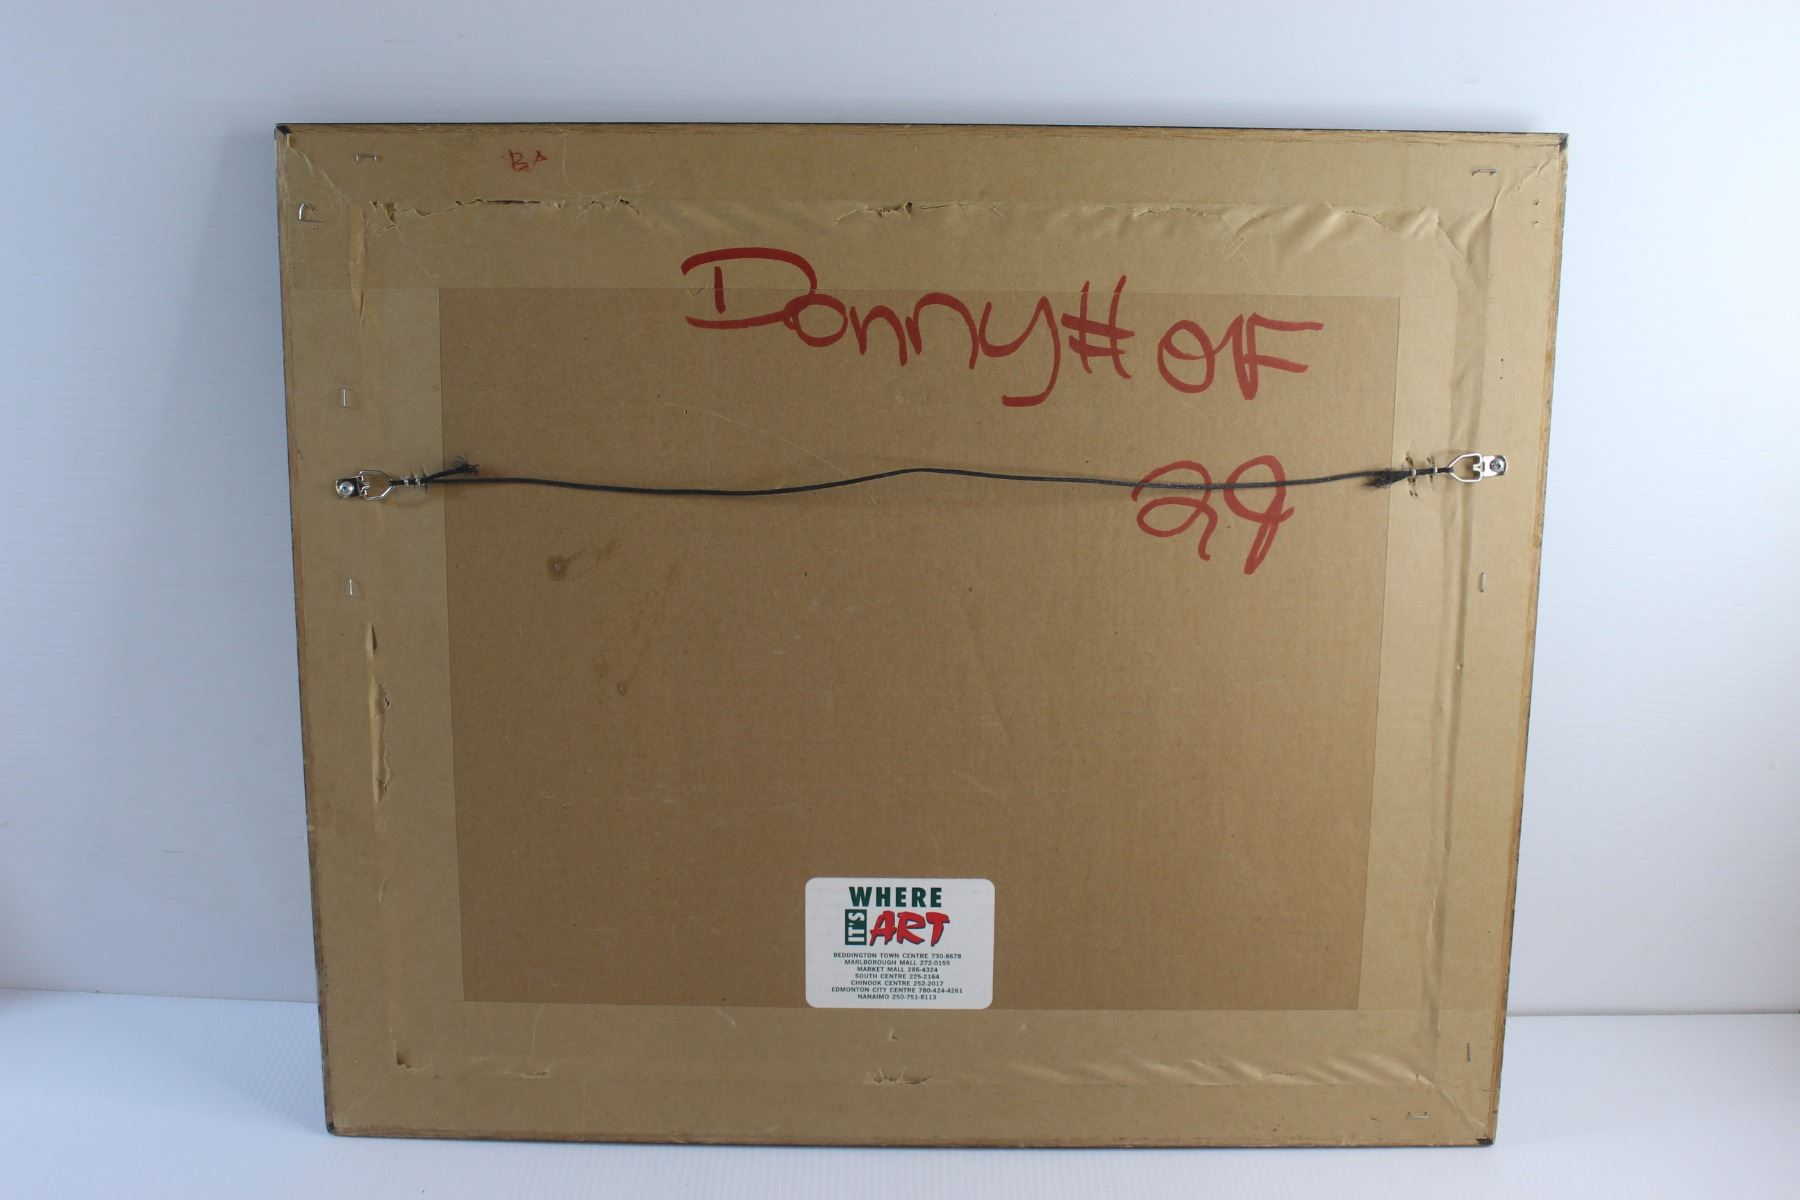 BA
Donny # OIF
29
WHERE
IT'S ART
BEDDINGTON TOWN CENTRE 730-8678
MARLBOROUGH MALL 272-0155
MARKET MALL 286-4324
SOUTH CENTRE 225-2164
CHINOOK CENTRE 252-2017
EDMONTON CITY CENTRE 780-424-4261
NANAIMO 250-751-8113